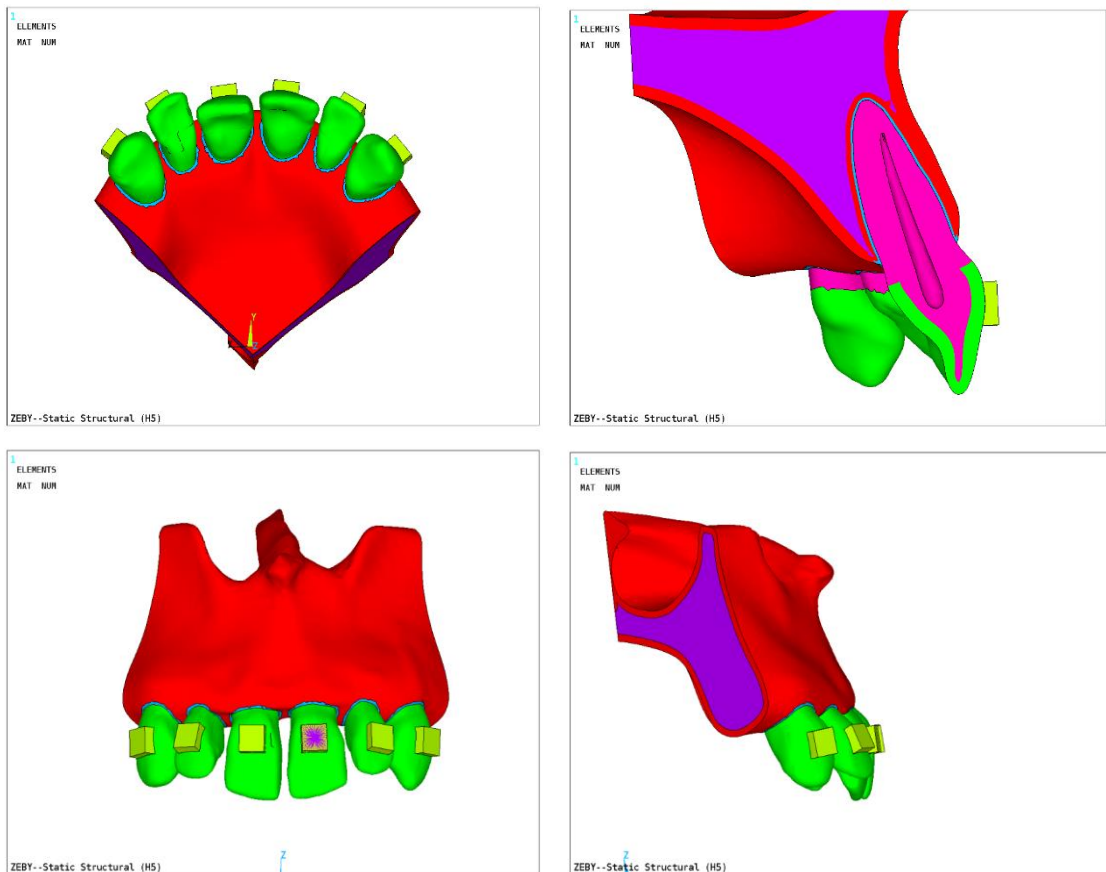 1
ELEMENTS
MAT NUM
Y
Z
ZEBY--Static Structural (H5)
1
ELEMENTS
MAT NUM
ZEBY--Static Structural (H5)
1
ELEMENTS
MAT NUM
Z
ZEBY--Static Structural (H5)
1
ELEMENTS
MAT NUM
Z
ZEBY--Static Structural (H5)